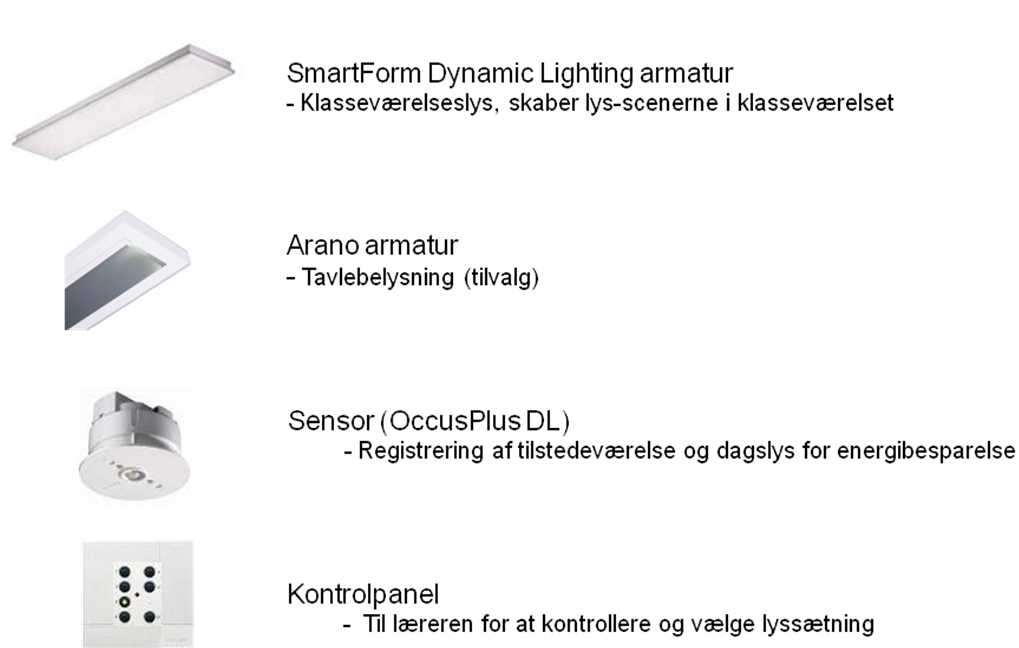 SmartForm Dynamic Lighting armatur
- Klasseværelseslys, skaber lys-scenerne i klasseværelset
Arano armatur
- Tavlebelysning (tilvalg)
Sensor (OccusPlus DL)
- Registrering af tilstedeværelse og dagslys for energibesparelse
Kontrolpanel
- Til læreren for at kontrollere og vælge lyssætning